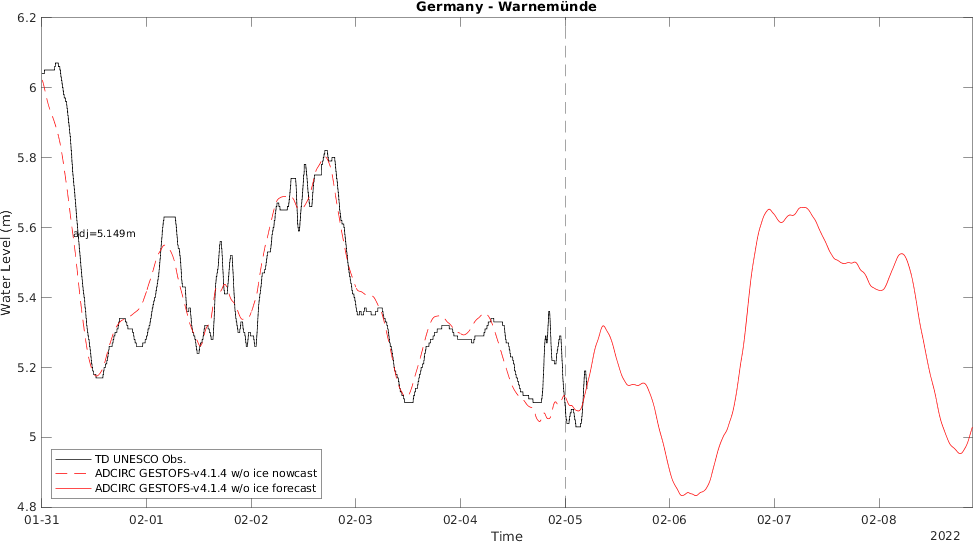 Germany - Warnemünde
6.2
6
5.8
5.6
5.4
5.2
5
4.8
Water Level (m)
adj=5.149m
TD UNESCO Obs.
ADCIRC GESTOFS-v4.1.4 w/o ice nowcast
ADCIRC GESTOFS-v4.1.4 w/o ice forecast
01-31 02-01 02-02 02-03 02-04 02-05 02-06 02-07 02-08
Time
2022